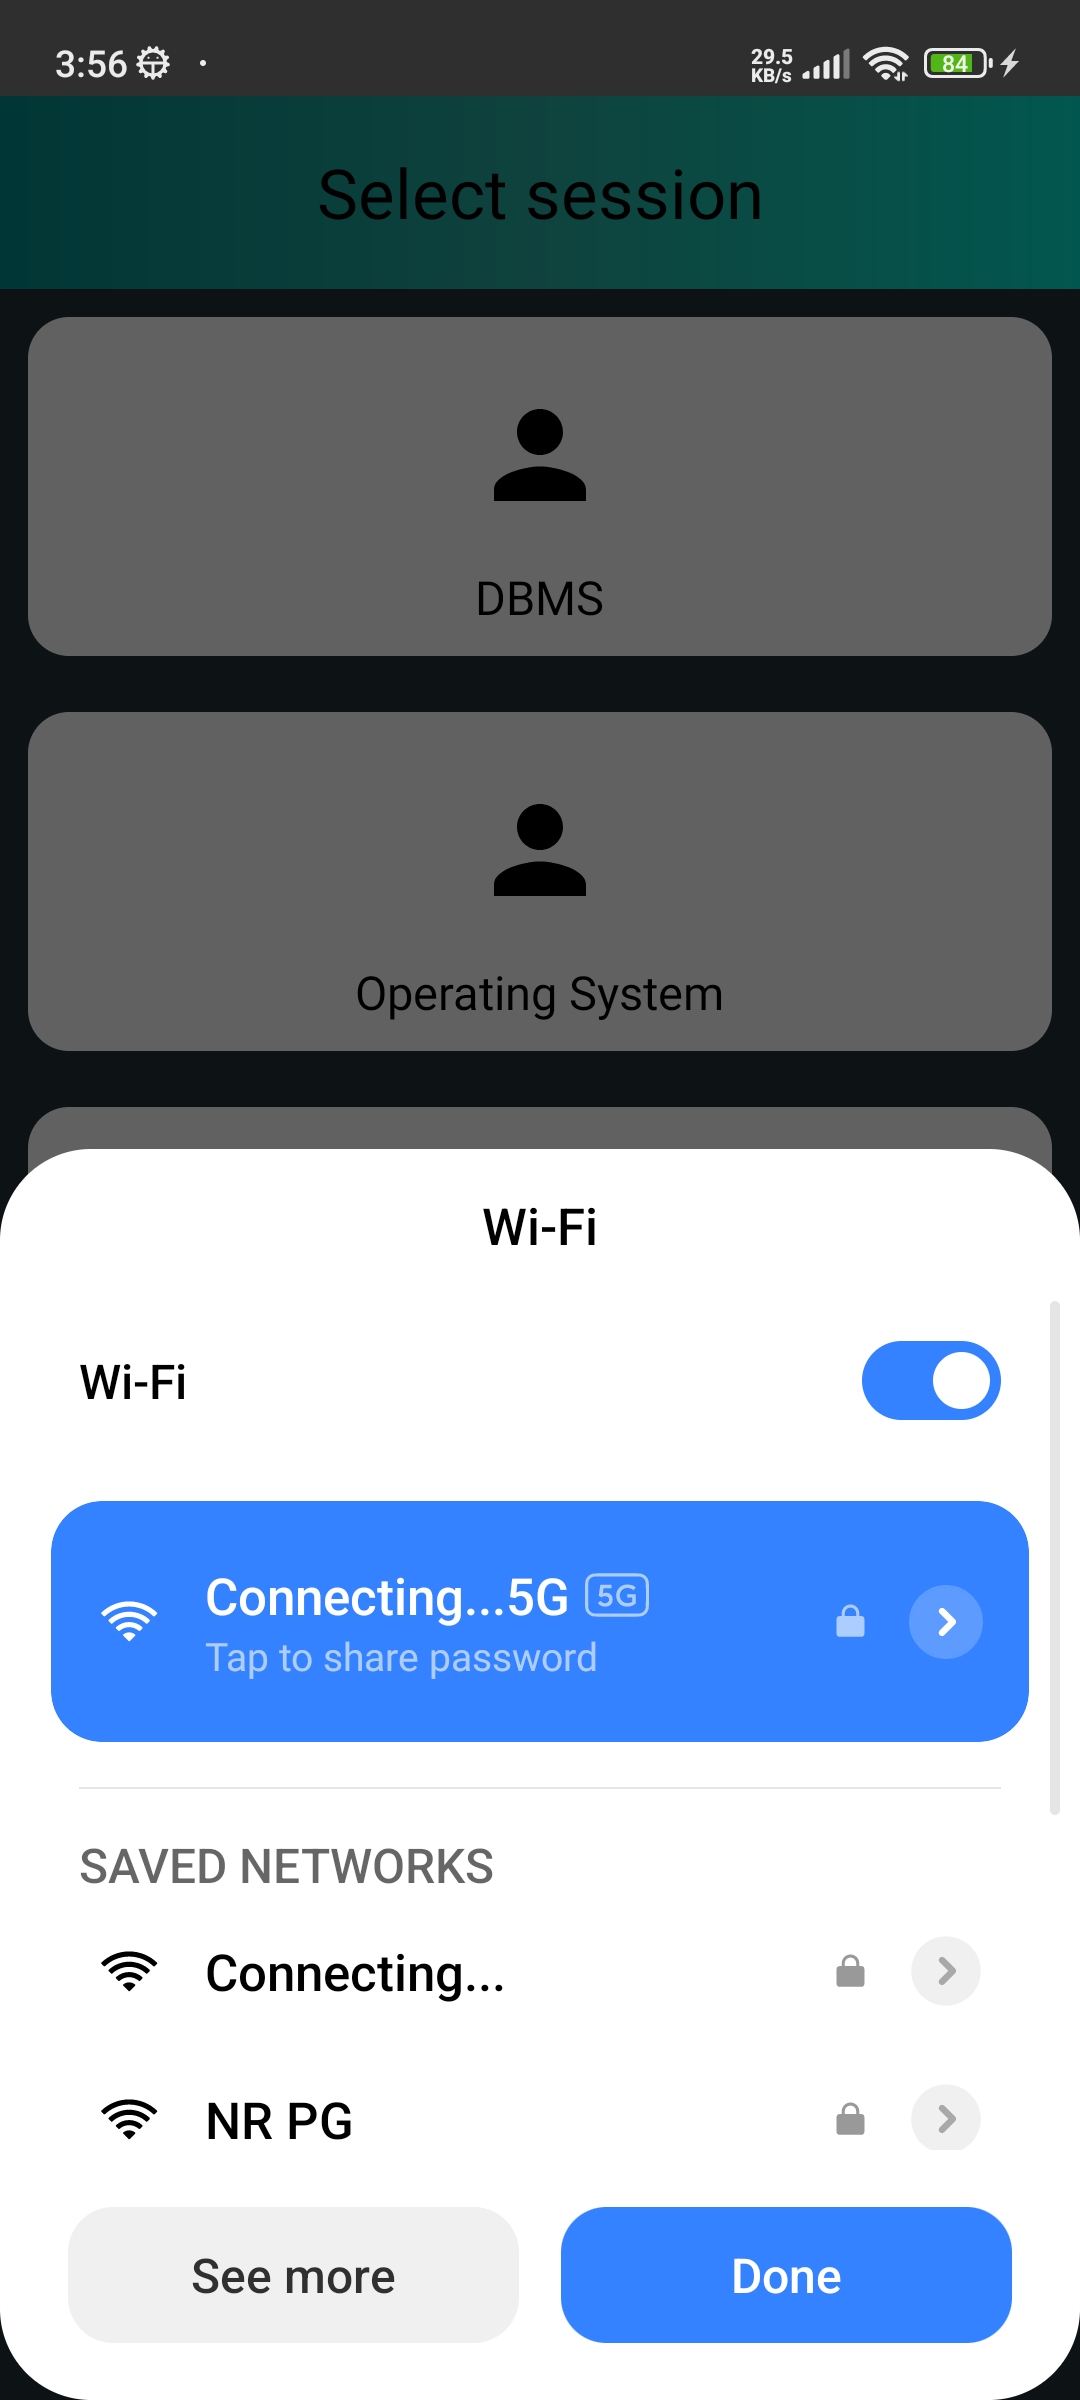 3:56
29.5
KB/s
84
Select session
DBMS
Operating System
Wi-Fi
Wi-Fi
Connecting...5G 5G
Tap to share password
SAVED NETWORKS
Connecting...
NR PG
See more
Done